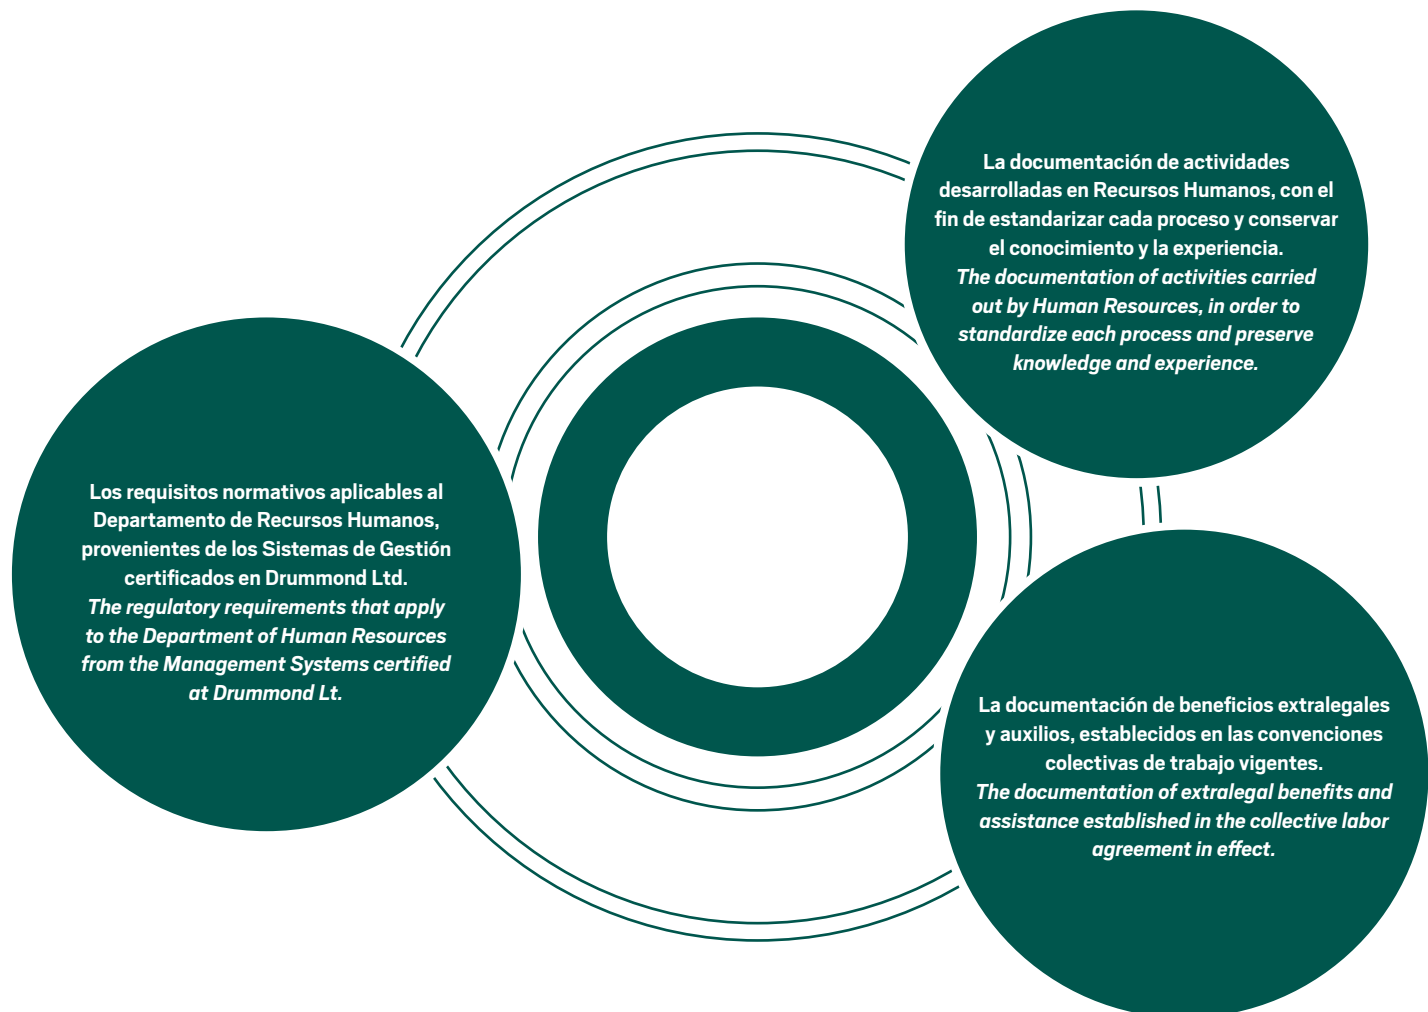 La documentación de actividades
desarrolladas en Recursos Humanos, con el
fin de estandarizar cada proceso y conservar
el conocimiento y la experiencia.
The documentation of activities carried
out by Human Resources, in order to
standardize each process and preserve
knowledge and experience.
Los requisitos normativos aplicables al
Departamento de Recursos Humanos,
provenientes de los Sistemas de Gestión
certificados en Drummond Ltd.
The regulatory requirements that apply
to the Department of Human Resources
from the Management Systems certified
at Drummond Lt.
La documentación de beneficios extralegales
y auxilios, establecidos en las convenciones
colectivas de trabajo vigentes.
The documentation of extralegal benefits and
assistance established in the collective labor
agreement in effect.